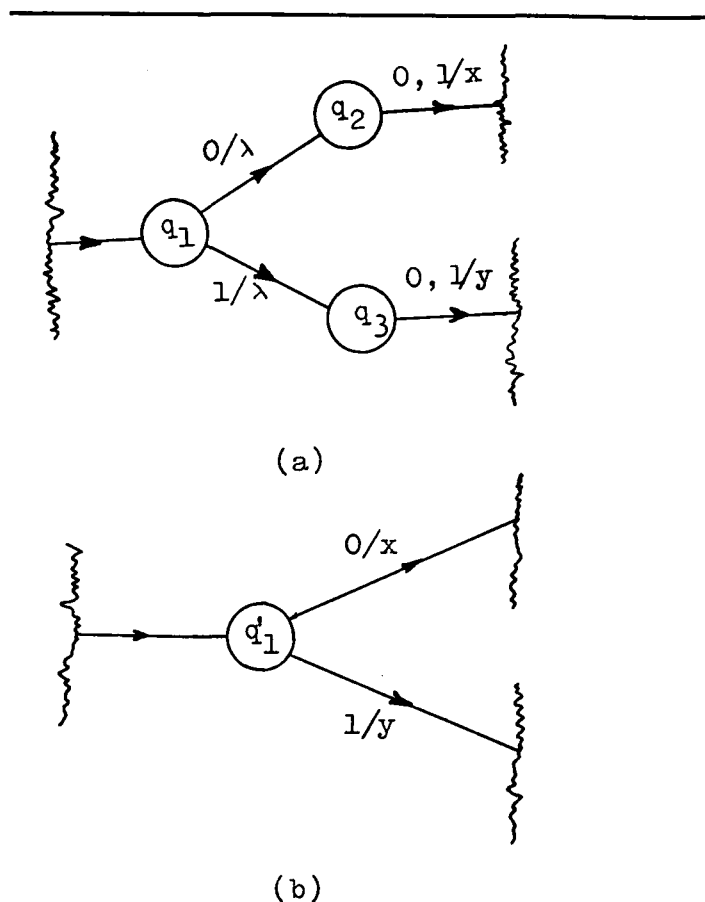 0, 1/x
q2
0/λ
q1
1/λ
0, 1/y
q3
(a)
0/x
q'1
1/y
(b)